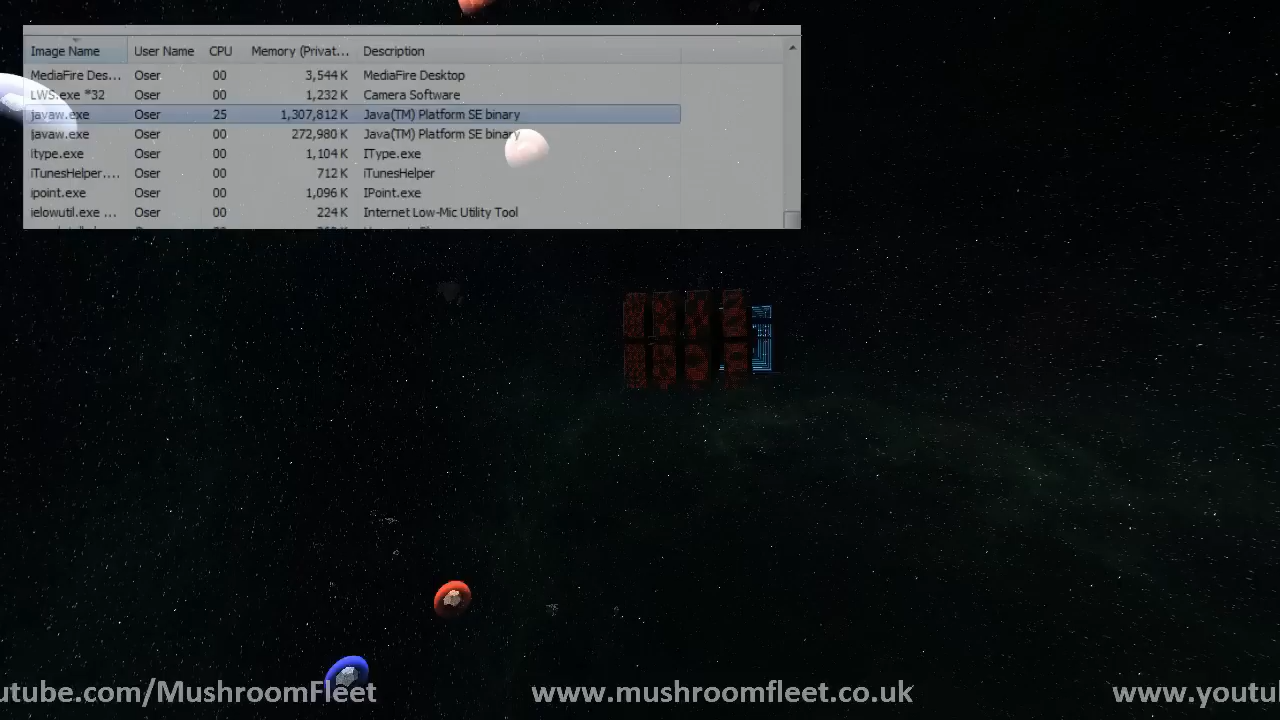 Image Name User Name CPU Memory (Privat... Description
MediaFire Des... Oser 00 3,544 K MediaFire Desktop
LWS.exe *32 Oser 00 1,232 K Camera Software
javaw.exe Oser 25 1,307,812 K Java(TM) Platform SE binary
javaw.exe Oser 00 272,980 K Java(TM) Platform SE binary
itype.exe Oser 00 1,104 K IType.exe
iTunesHelper.... Oser 00 712 K iTunesHelper
ipoint.exe Oser 00 1,096 K IPoint.exe
ielowutil.exe ... Oser 00 224 K Internet Low-Mic Utility Tool
utube.com/MushroomFleet www.mushroomfleet.co.uk www.youtu